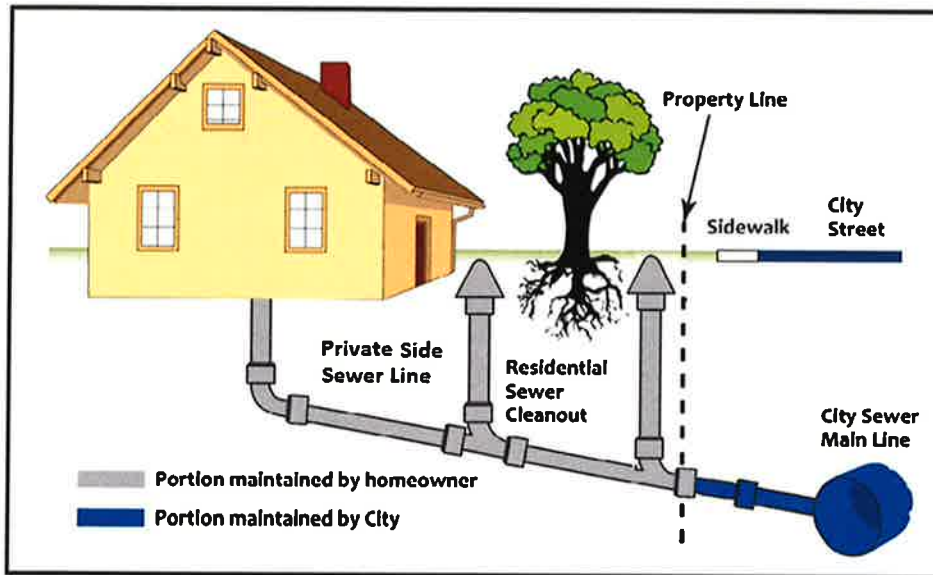 Property Line
Sidewalk
City
Street
Private Side
Sewer Line
Residential
Sewer
Cleanout
City Sewer
Main Line
Portion maintained by homeowner
Portion maintained by City